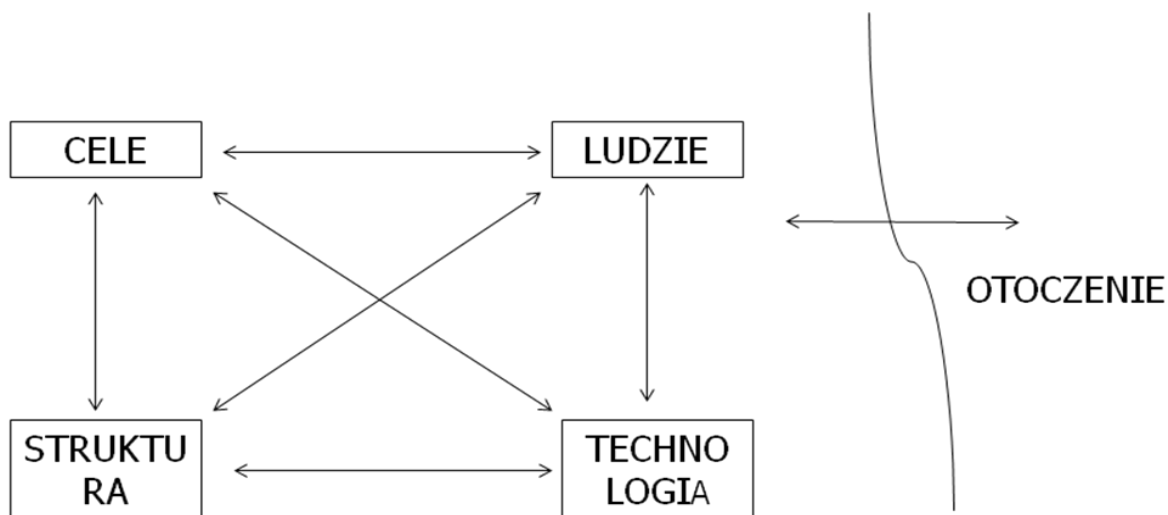 CELE
LUDZIE
OTOCZENIE
STRUKTU
RA
TECHNO
LOGIA